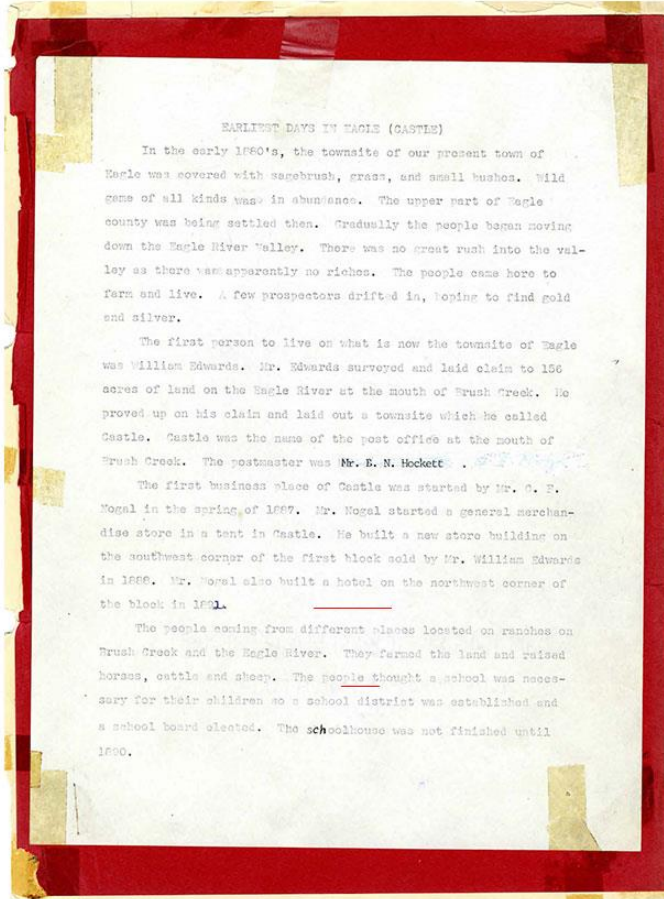 EARLIEST DAYS IN EAGLE (CASTLE)
In the early 1880's, the townsite of our present town of
Eagle was covered with sagebrush, grass, and small bushes. Wild
game of all kinds was in abundance. The upper part of Eagle
county was being settled then. Gradually the people began moving
down the Eagle River Valley. There was no great rush into the val-
ley as there was apparently no riches. The people came here to
farm and live. A few prospectors drifted in, hoping to find gold
and silver.
The first person to live on what is now the townsite of Eagle
was William Edwards. Mr. Edwards surveyed and laid claim to 156
acres of land on the Eagle River at the mouth of Brush Creek. He
proved up on his claim and laid out a townsite which he called
Castle. Castle was the name of the post office at the mouth of
Brush Creek. The postmaster was Mr. E. N. Hockett .
The first business place of Castle was started by Mr. C. F.
Nogal in the spring of 1887. Mr. Nogal started a general merchan-
dise store in a tent in Castle. He built a new store building on
the southwest corner of the first block sold by Mr. William Edwards
in 1888. Mr. Nogal also built a hotel on the northwest corner of
the block in 1891.
The people coming from different places located on ranches on
Brush Creek and the Eagle River. They farmed the land and raised
horses, cattle and sheep. The people thought a school was neces-
sary for their children so a school district was established and
a school board elected. The schoolhouse was not finished until
1890.